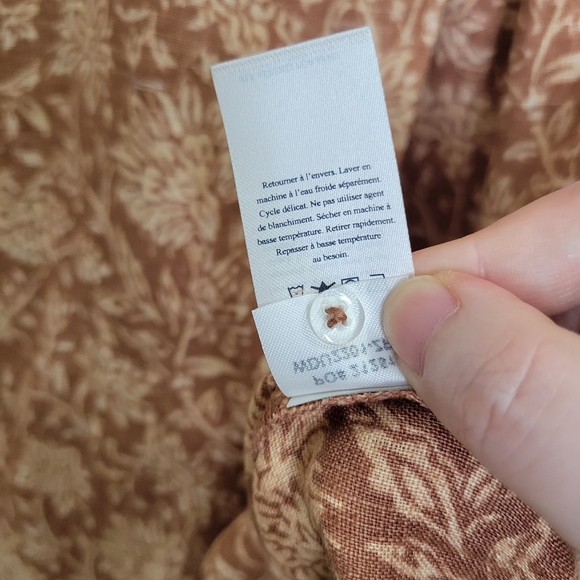 Retourner à l'envers. Laver en
machine à l'eau froide séparément.
Cycle délicat. Ne pas utiliser agent
de blanchiment. Sécher en machine à
basse température. Retirer rapidement.
Repasser à basse température
au besoin.
PO#